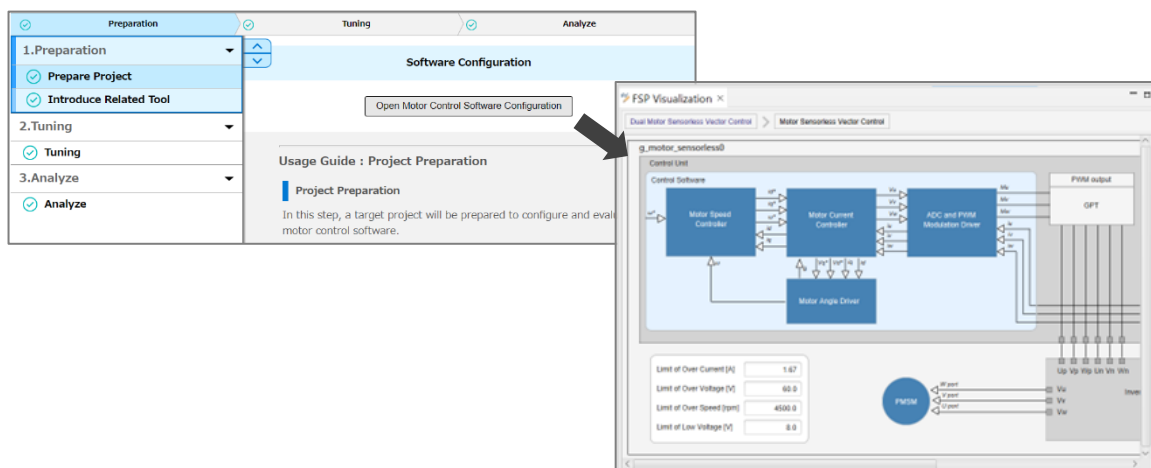 Preparation
Tuning
Analyze
1.Preparation
Prepare Project
Introduce Related Tool
2.Tuning
Tuning
3.Analyze
Analyze
Software Configuration
Open Motor Control Software Configuration
Usage Guide : Project Preparation
Project Preparation
In this step, a target project will be prepared to configure and
motor control software.
FSP Visualization
Dual Motor Sensorless Vector Control
Motor Sensorless Vector Control
g_motor_sensorless0
Control Unit
Control Software
Motor Speed
Controller
Motor Current
Controller
ADC and PWM
Modulation Driver
Motor Angle Driver
PWM output
GPT
Up Vp Wp Un Vn Wn
Limit of Over Current [A] 1.67
Limit of Over Voltage [V] 60.0
Limit of Over Speed [rpm] 4500.0
Limit of Low Voltage [V] 8.0
PMSM
W port
V port
U port
Vu
Vv
Vw